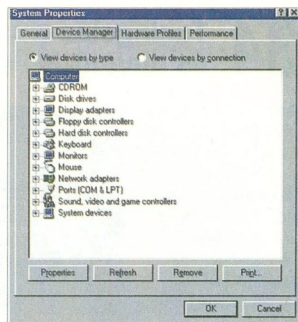 System Properties
General Device Manager Hardware Profiles Performance
View devices by type View devices by connection
Computer
CDROM
Disk drives
Display adapters
Floppy disk controllers
Hard disk controllers
Keyboard
Monitors
Mouse
Network adapters
Ports (COM & LPT)
Sound, video and game controllers
System devices
Properties Refresh Remove Print...
OK Cancel